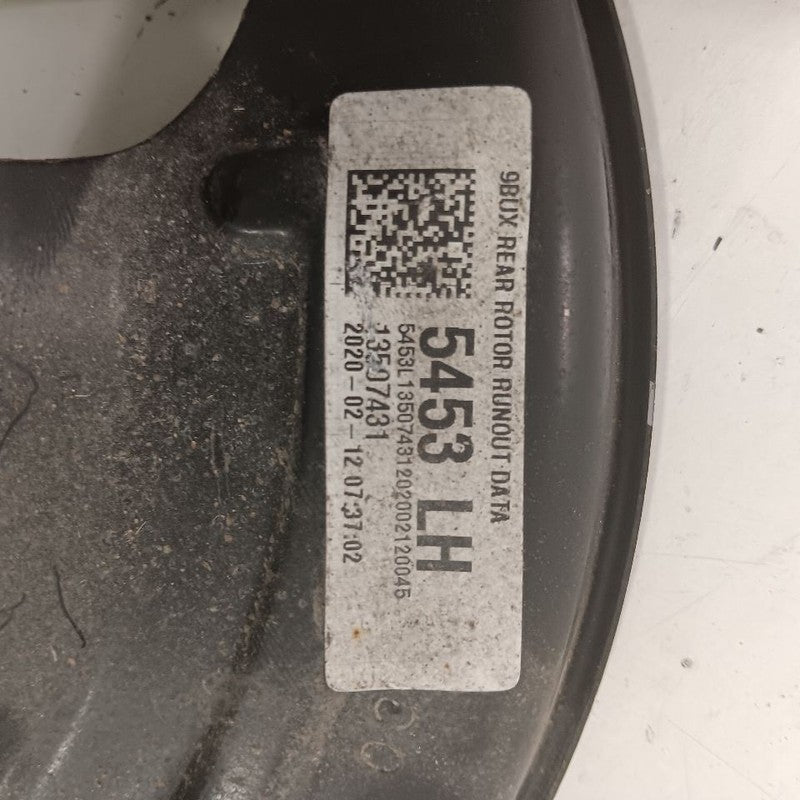 9BUX REAR ROTOR RUNOUT DATA
5453 LH
5453L13507431202002120045
13507431
2020-02-12 07:37:02